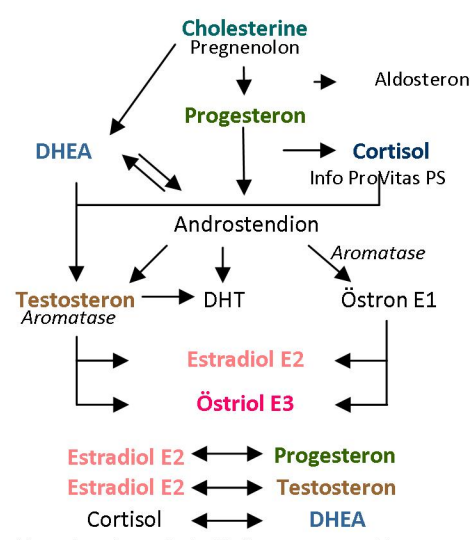 Cholesterine
Pregnenolon
Aldosteron
Progesteron
DHEA
Cortisol
Info ProVitas PS
Androstendion
Aromatase
Testosteron
DHT
Östron E1
Aromatase
Estradiol E2
Östriol E3
Estradiol E2 Progesteron
Estradiol E2 Testosteron
Cortisol DHEA